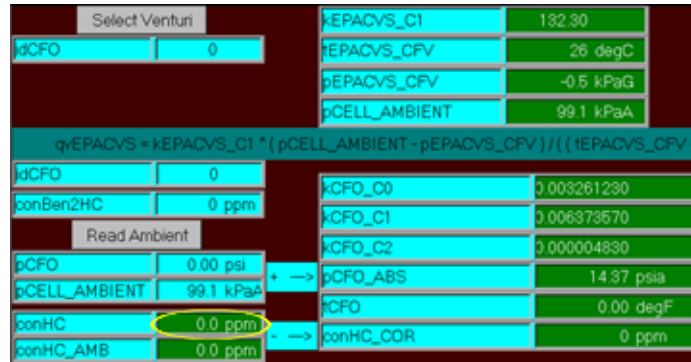 Select Venturi
idCFO 0
kEPACVS_C1 132.30
tEPACVS_CFV 26 degC
pEPACVS_CFV -0.5 kPaG
pCELL_AMBIENT 99.1 kPaA
qvEPACVS = kEPACVS_C1 * ( pCELL_AMBIENT - pEPACVS_CFV ) / ( ( tEPACVS_CFV
idCFO 0
conBen2HC 0 ppm
Read Ambient
pCFO 0.00 psi
pCELL_AMBIENT 99.1 kPaA
conHC 0.0 ppm
conHC_AMB 0.0 ppm
+ -->
- -->
kCFO_C0 0.003261230
kCFO_C1 0.006373570
kCFO_C2 0.000004830
pCFO_ABS 14.37 psia
tCFO 0.00 degF
conHC_COR 0 ppm